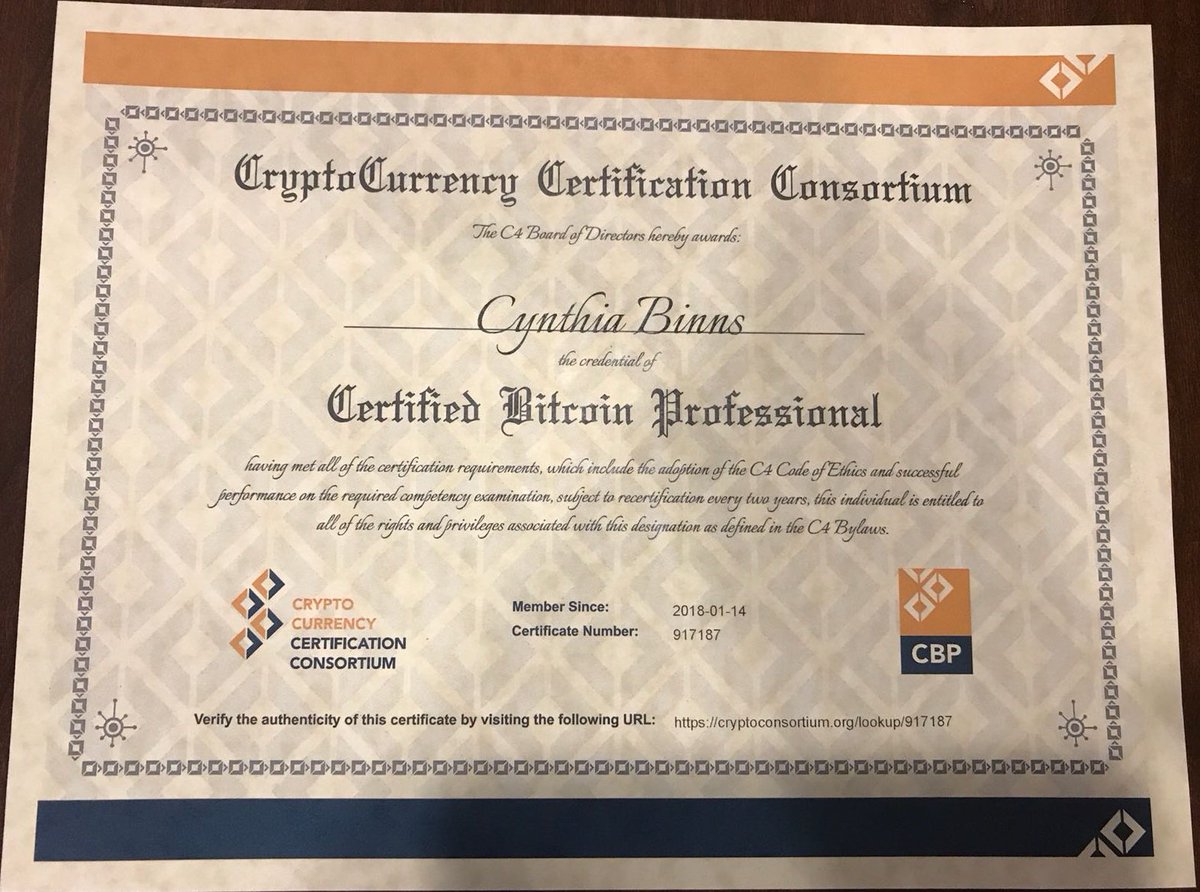 CryptoCurrency Certification Consortium
The C4 Board of Directors hereby awards:
Cynthia Binns
the credential of
Certified Bitcoin Professional
having met all of the certification requirements, which include the adoption of the C4 Code of Ethics and successful
performance on the required competency examination, subject to recertification every two years, this individual is entitled to
all of the rights and privileges associated with this designation as defined in the C4 Bylaws.
CRYPTO
CURRENCY
CERTIFICATION
CONSORTIUM
Member Since: 2018-01-14
Certificate Number: 917187
CBP
Verify the authenticity of this certificate by visiting the following URL: https://cryptoconsortium.org/lookup/917187